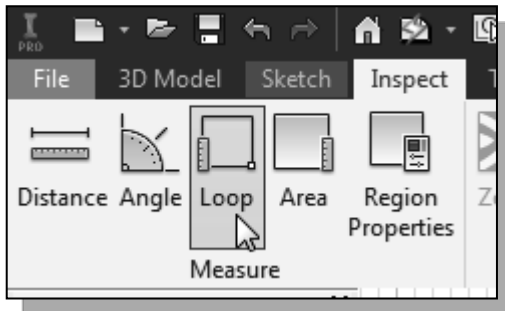 I
PRO
File 3D Model Sketch Inspect T
Distance Angle Loop Area Region Properties Z
Measure